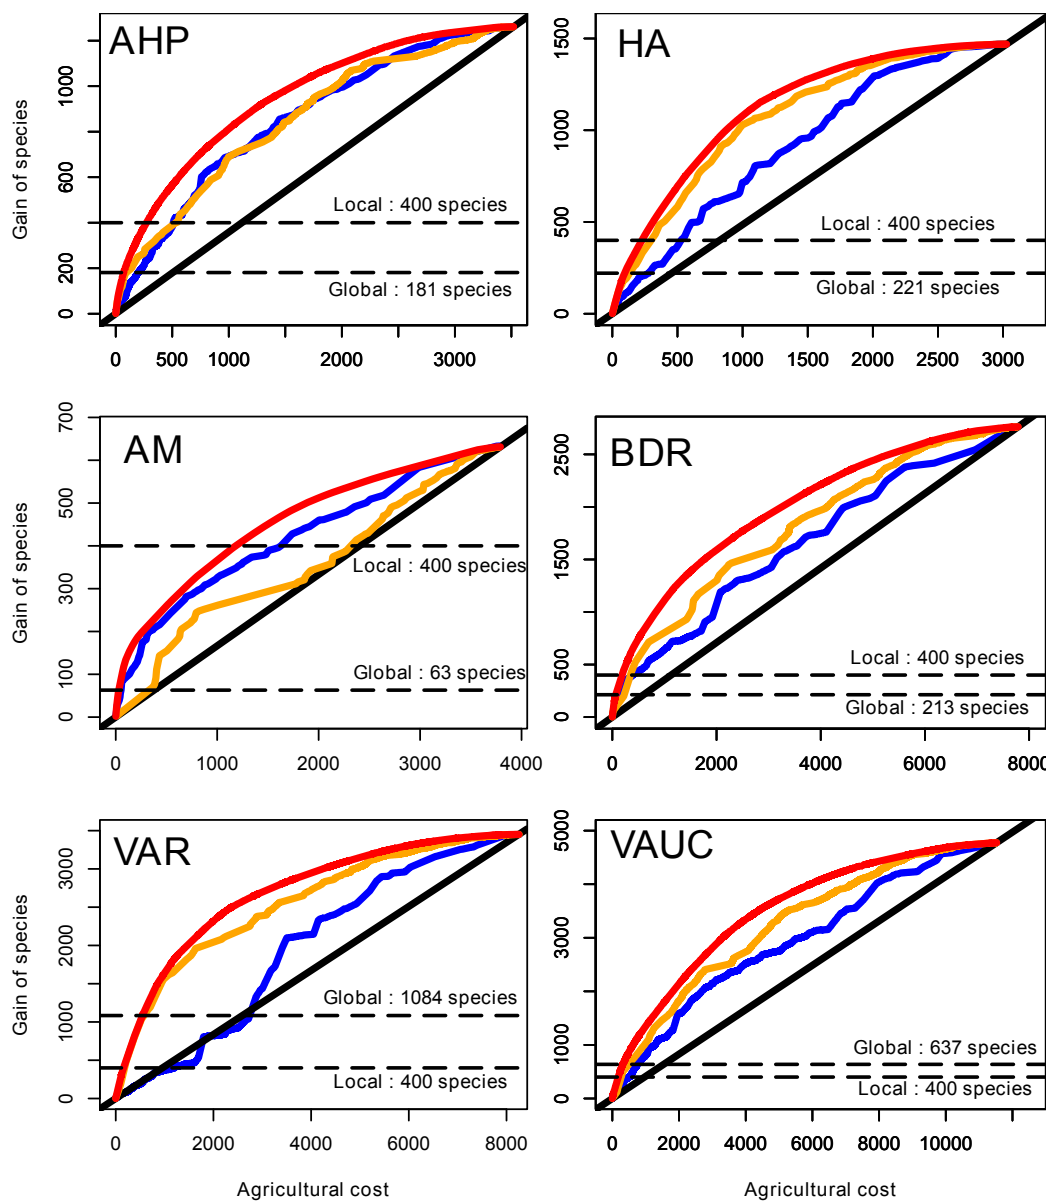 AHP
HA
Gain of species
0 200 600 1000
Local : 400 species
Global : 181 species
0 500 1000 2000 3000
0 500 1000 1500
Local : 400 species
Global : 221 species
0 500 1000 1500 2000 2500 3000
AM
BDR
Gain of species
0 100 300 500 700
Local : 400 species
Global : 63 species
0 1000 2000 3000 4000
0 500 1500 2500
Local : 400 species
Global : 213 species
0 2000 4000 6000 8000
VAR
VAUC
Gain of species
0 1000 2000 3000
Global : 1084 species
Local : 400 species
0 2000 4000 6000 8000
0 1000 3000 5000
Global : 637 species
Local : 400 species
0 2000 4000 6000 8000 10000
Agricultural cost
Agricultural cost